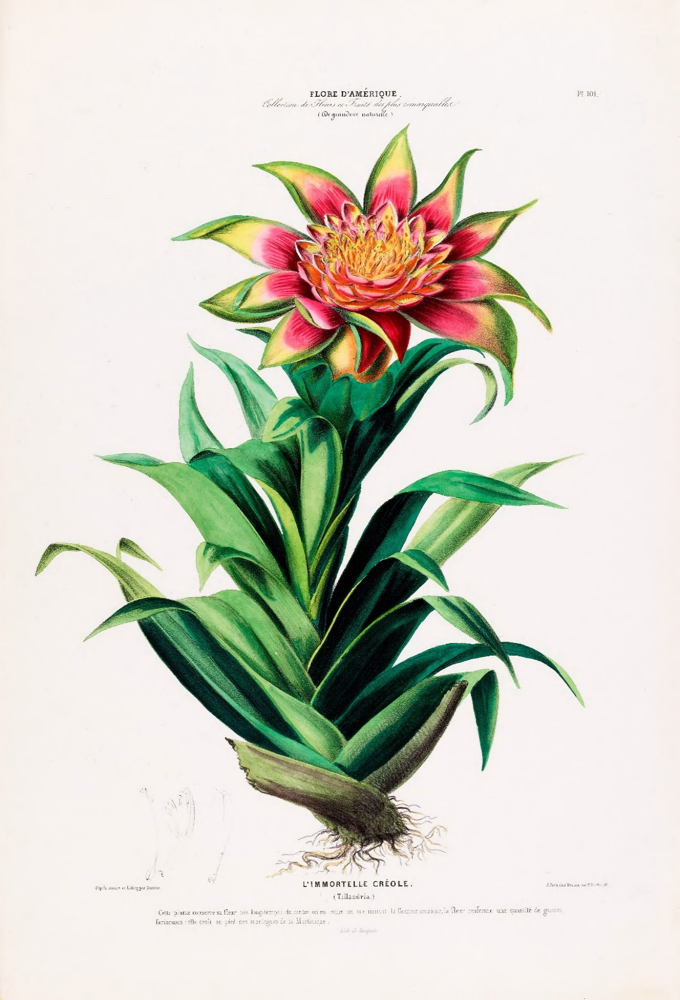 FLORE D'AMÉRIQUE.
Pl. 101.
Collection de Fleurs et Fruits des plus remarquables
(De grandeur naturelle)
d'après nature et Lithog. par Denisse.
L'IMMORTELLE CRÉOLE.
(Tillandria.)
Cette plante conserve sa fleur très long-temps: du centre on en retire un suc imitant la Gomme arabique, la fleur renferme une quantité de graines
farineuses: elle croît au pied des montagnes de la Martinique.
Lith. de